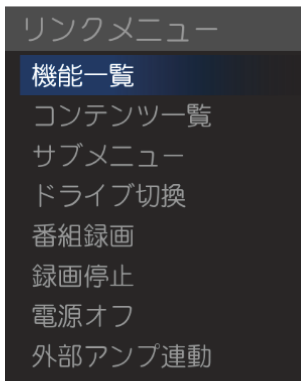 リンクメニュー
機能一覧
コンテンツ一覧
サブメニュー
ドライブ切換
番組録画
録画停止
電源オフ
外部アンプ連動